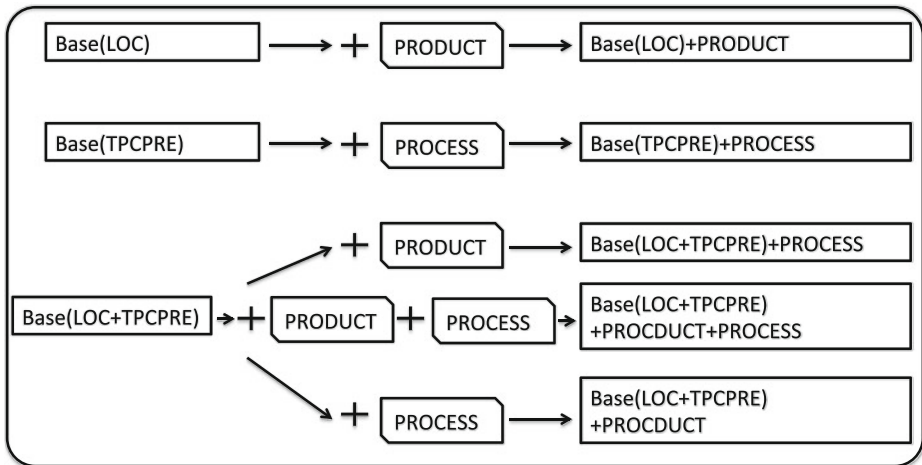 Base(LOC) + PRODUCT Base(LOC)+PRODUCT
Base(TPCPRE) + PROCESS Base(TPCPRE)+PROCESS
+ PRODUCT Base(LOC+TPCPRE)+PROCESS
Base(LOC+TPCPRE) + PRODUCT + PROCESS Base(LOC+TPCPRE)
+PROCDUCT+PROCESS
+ PROCESS Base(LOC+TPCPRE)
+PROCDUCT